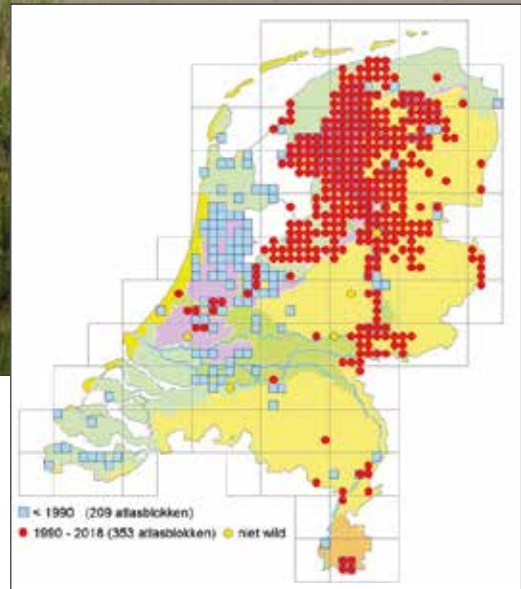 < 1990 (209 atlasblokken)
1990 - 2018 (353 atlasblokken) niet wild